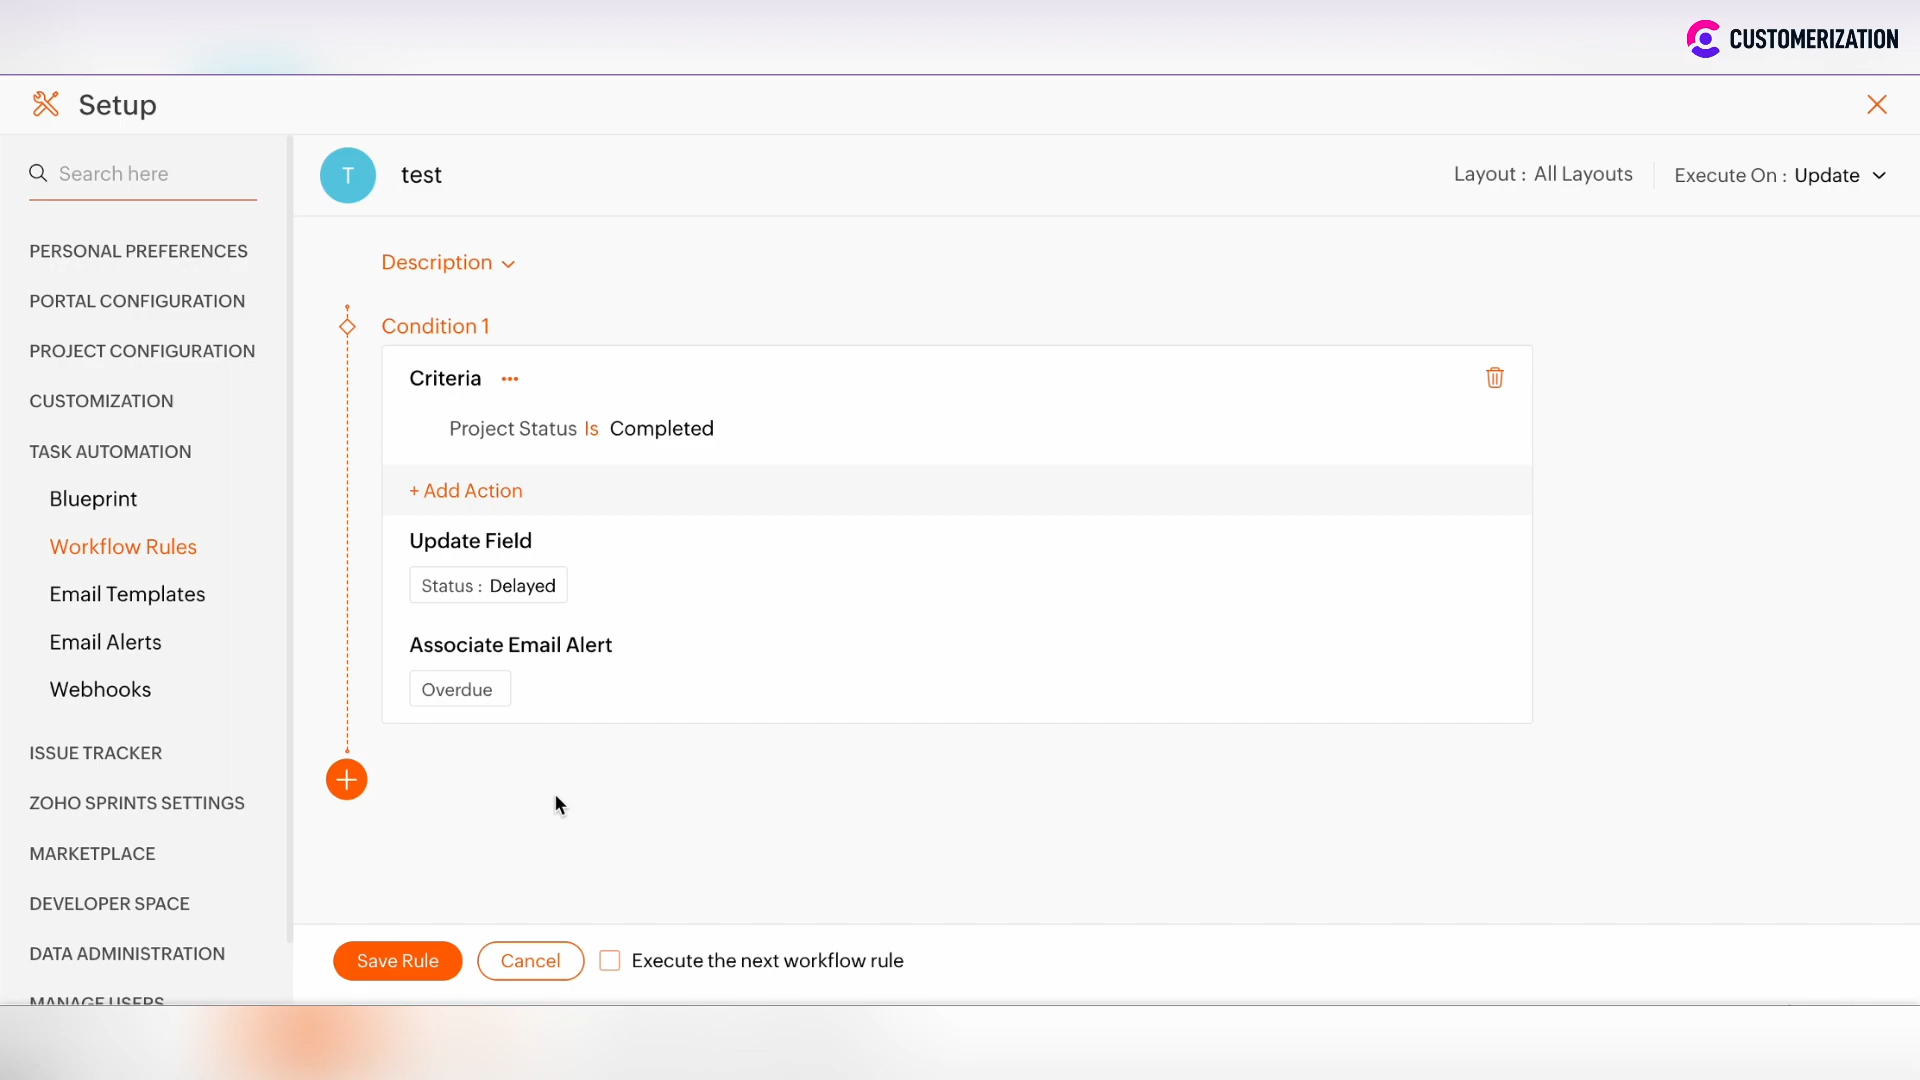 CUSTOMERIZATION
Setup
Search here
T
test
Layout : All Layouts
Execute On : Update
PERSONAL PREFERENCES
PORTAL CONFIGURATION
PROJECT CONFIGURATION
CUSTOMIZATION
TASK AUTOMATION
Blueprint
Workflow Rules
Email Templates
Email Alerts
Webhooks
ISSUE TRACKER
ZOHO SPRINTS SETTINGS
MARKETPLACE
DEVELOPER SPACE
DATA ADMINISTRATION
MANAGE USERS
Description
Condition 1
Criteria
Project Status Is Completed
+ Add Action
Update Field
Status : Delayed
Associate Email Alert
Overdue
Save Rule
Cancel
Execute the next workflow rule